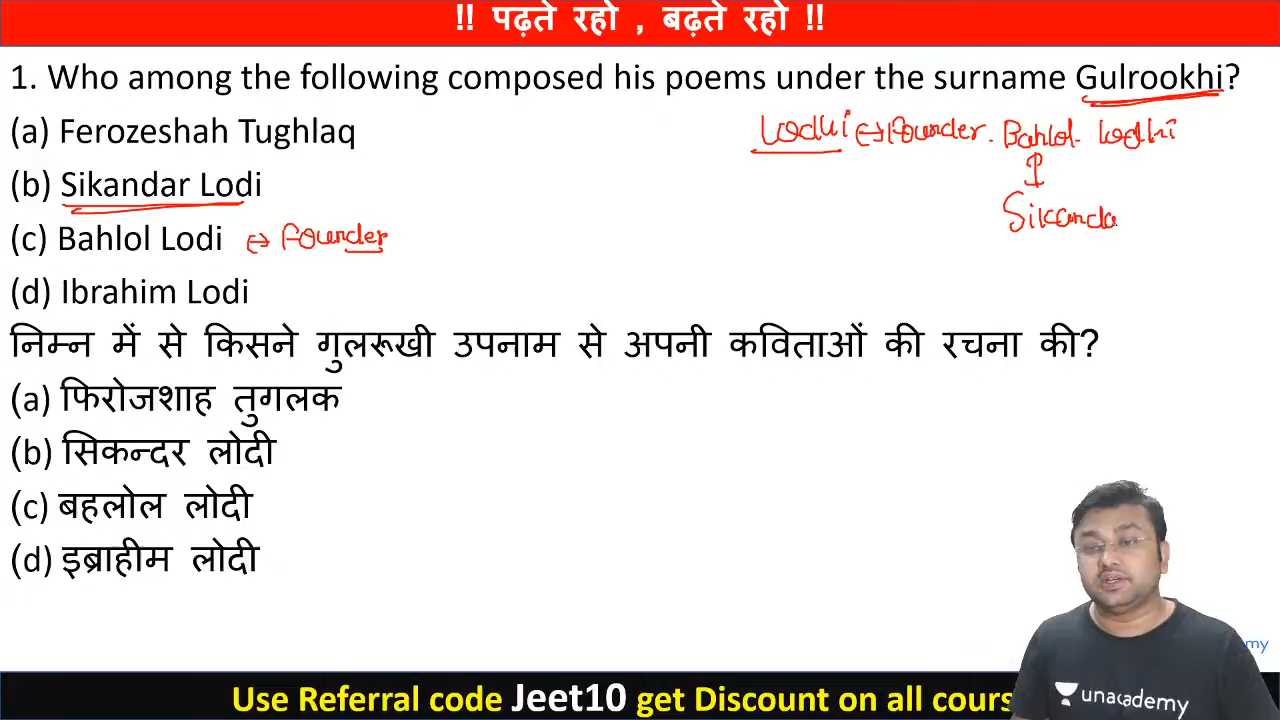 !! पढ़ते रहो , बढ़ते रहो !!
1. Who among the following composed his poems under the surname Gulrookhi?
(a) Ferozeshah Tughlaq
Lodhi → Founder. Bahlol Lodhi
(b) Sikandar Lodi
Sikanda
(c) Bahlol Lodi → Founder
(d) Ibrahim Lodi
निम्न में से किसने गुलरूखी उपनाम से अपनी कविताओं की रचना की?
(a) फिरोजशाह तुगलक
(b) सिकन्दर लोदी
(c) बहलोल लोदी
(d) इब्राहीम लोदी
my
unacademy
Use Referral code Jeet10 get Discount on all cours